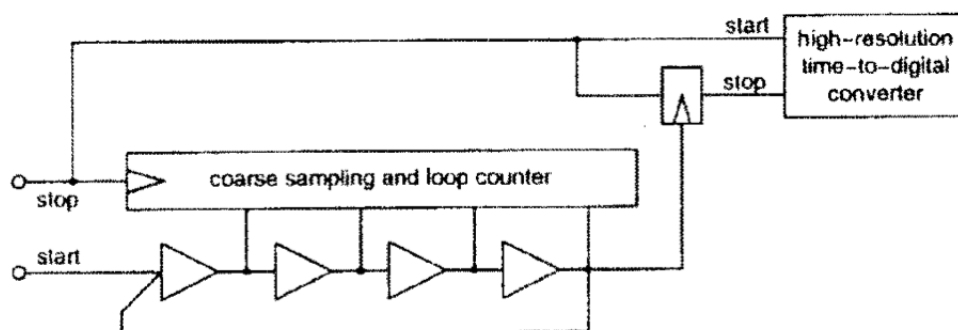 start
high-resolution
time-to-digital
converter
stop
coarse sampling and loop counter
stop
start